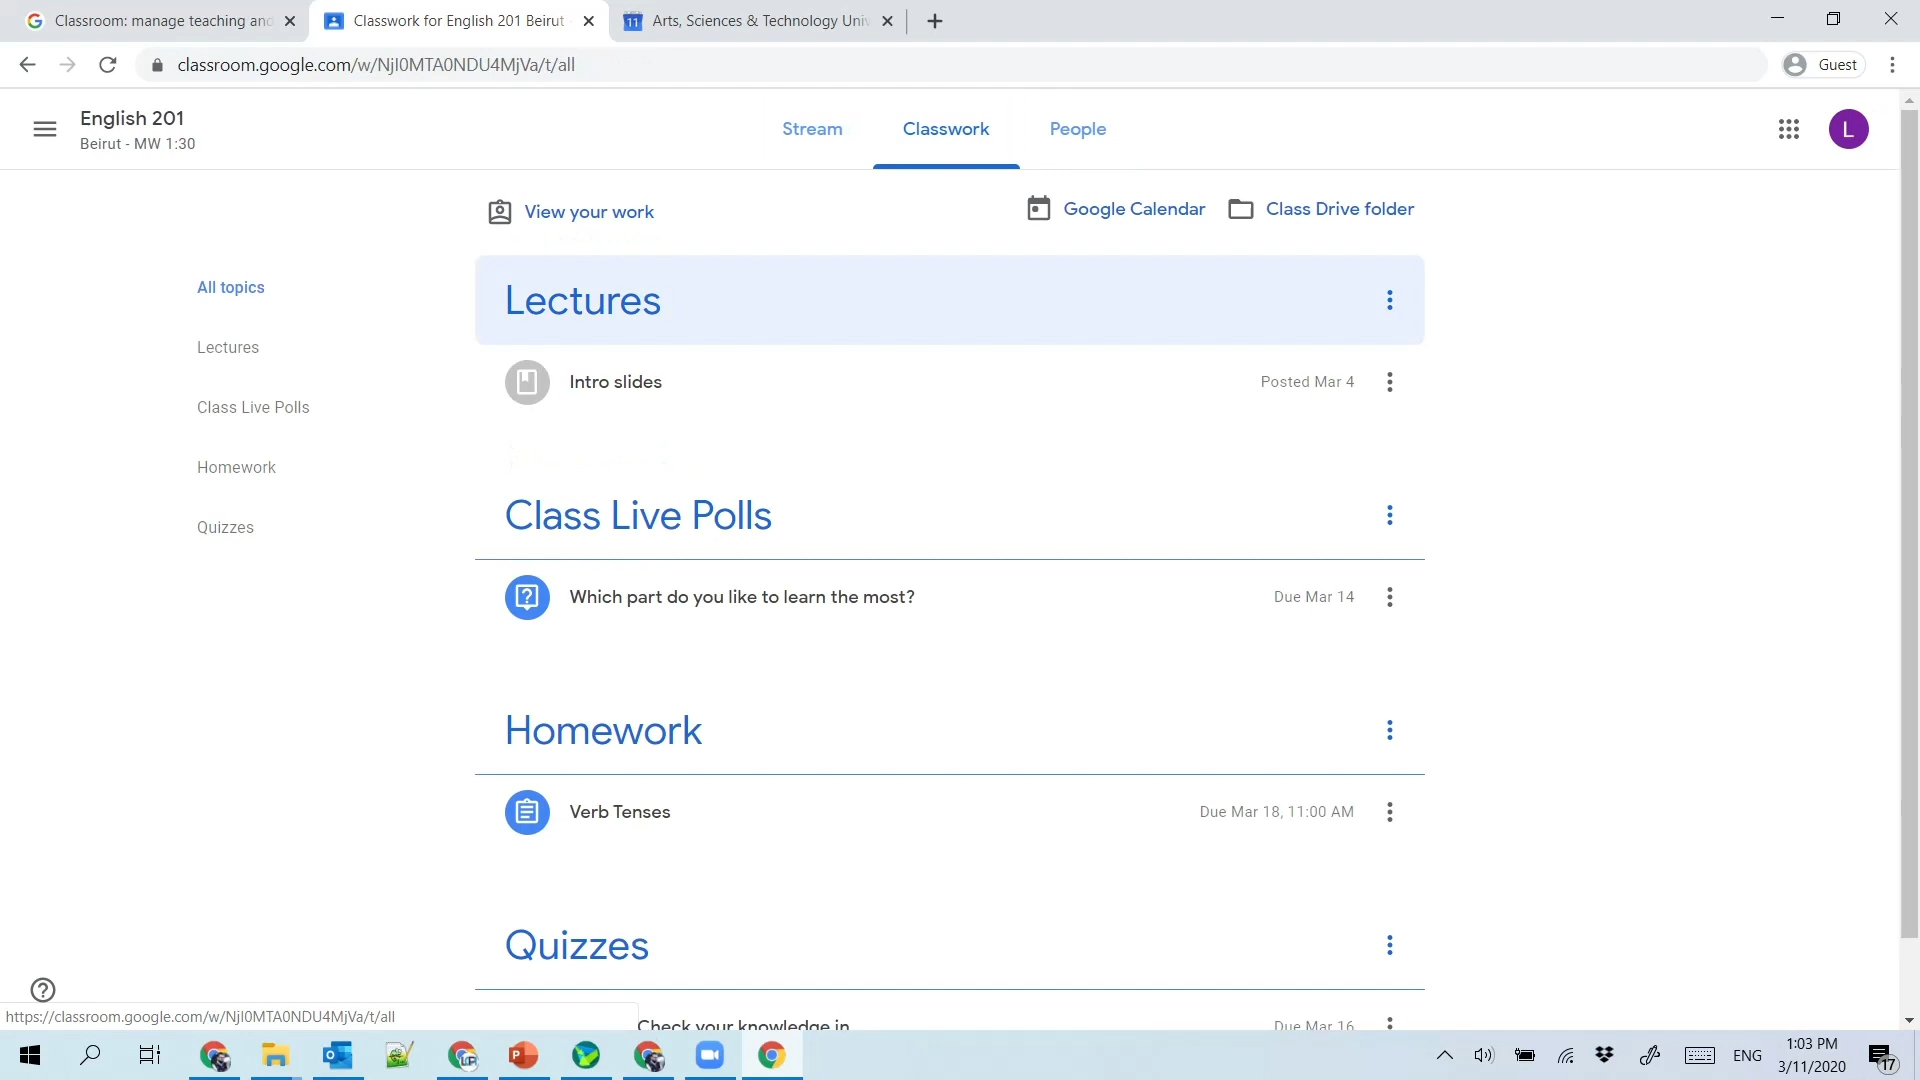 Classroom: manage teaching and
Classwork for English 201 Beirut
11
Arts, Sciences & Technology Univ
classroom.google.com/w/NjI0MTA0NDU4MjVa/t/all
Guest
English 201
Beirut - MW 1:30
Stream
Classwork
People
L
View your work
Google Calendar
Class Drive folder
All topics
Lectures
Class Live Polls
Homework
Quizzes
Lectures
Intro slides
Posted Mar 4
Class Live Polls
Which part do you like to learn the most?
Due Mar 14
Homework
Verb Tenses
Due Mar 18, 11:00 AM
Quizzes
Check your knowledge in
Due Mar 16
https://classroom.google.com/w/NjI0MTA0NDU4MjVa/t/all
ENG
1:03 PM
3/11/2020
17